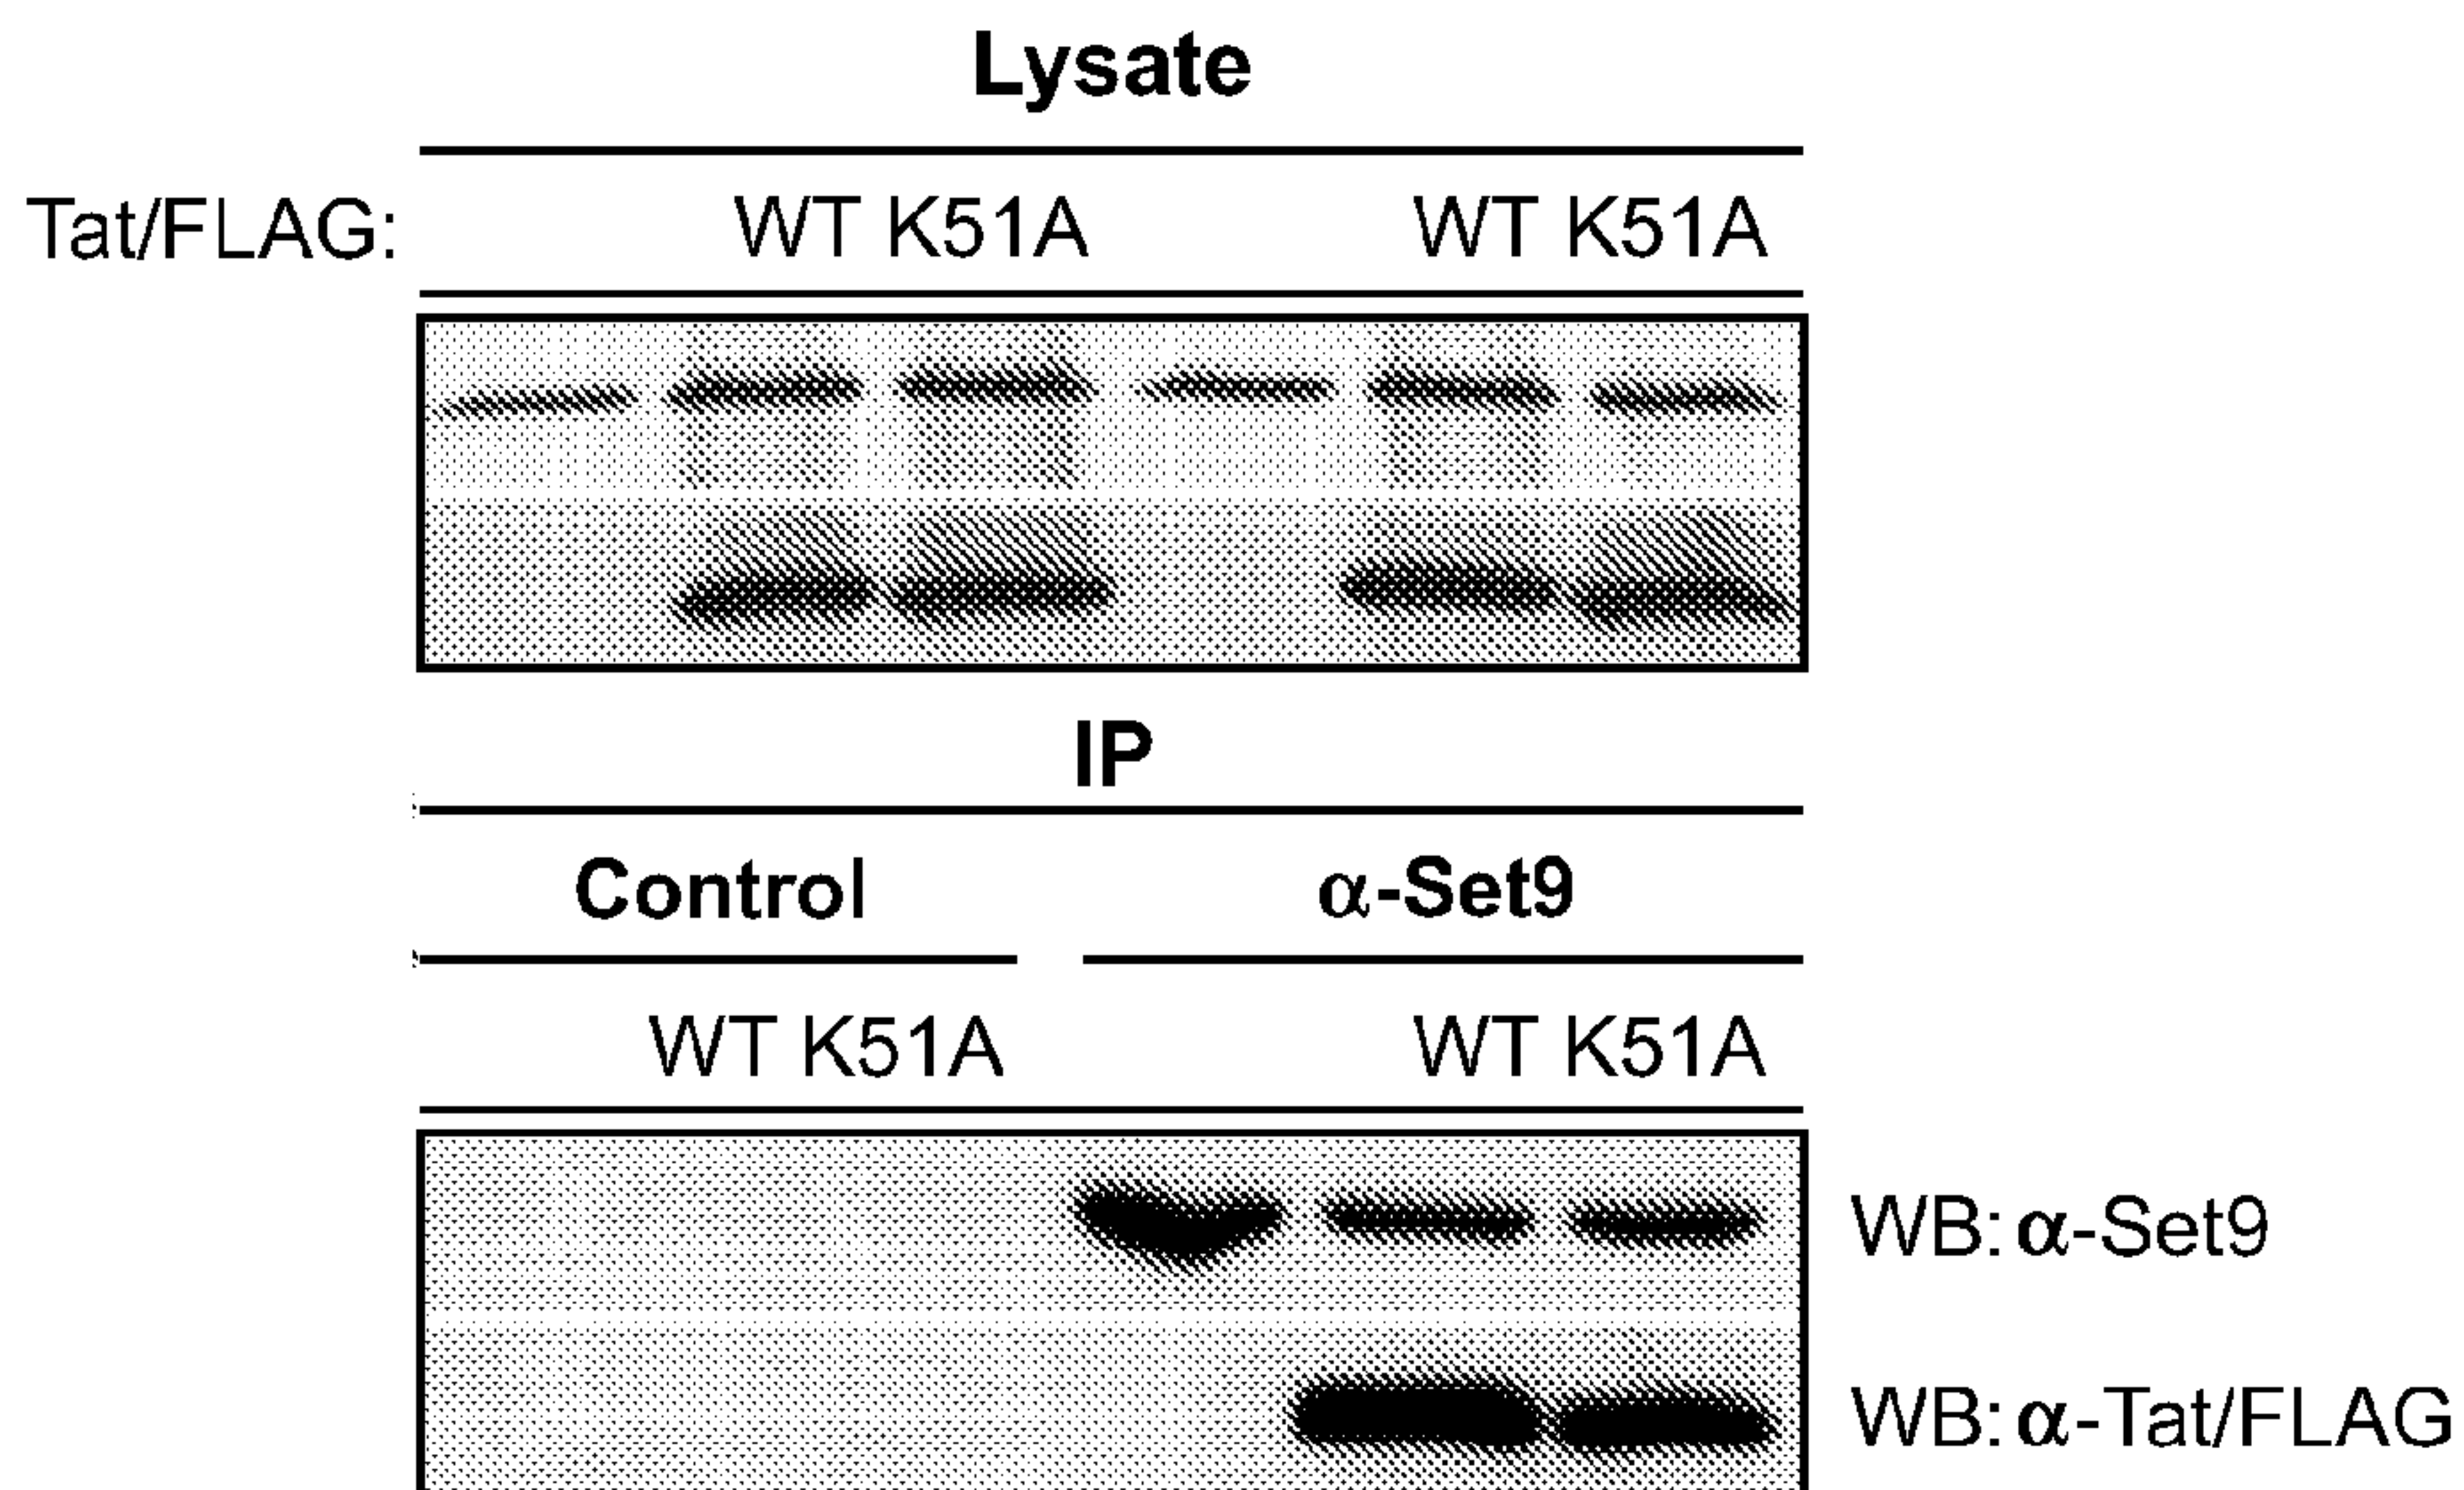 Lysate
Tat/FLAG: WT K51A WT K51A
IP
Control α-Set9
WT K51A WT K51A
WB: α-Set9
WB: α-Tat/FLAG